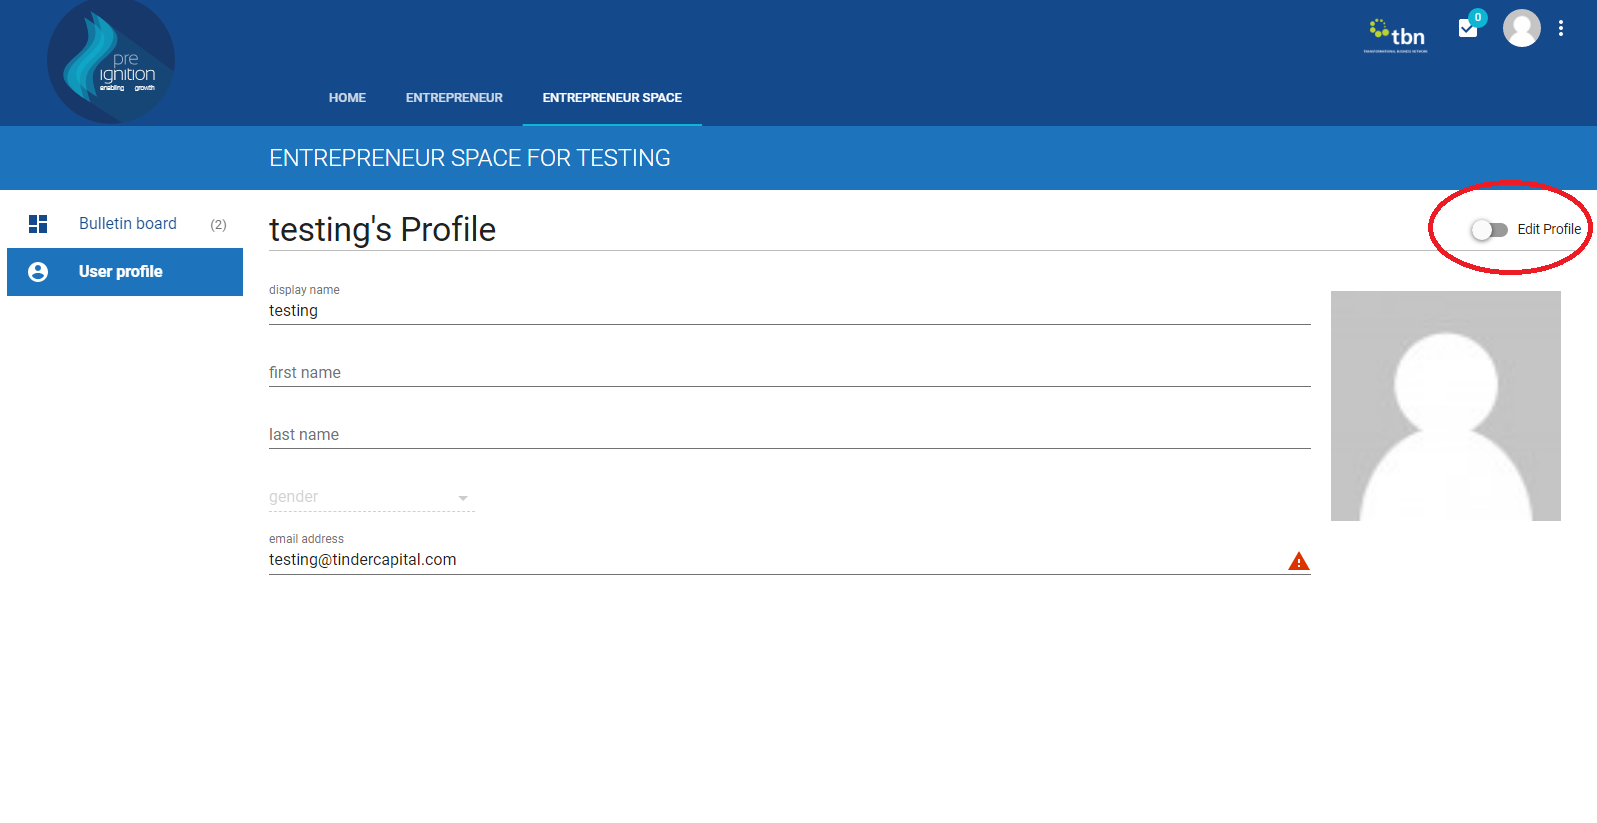 pre
ignition
enabling growth
tbn
TRANSFORMATIONAL BUSINESS NETWORK
0
HOME
ENTREPRENEUR
ENTREPRENEUR SPACE
ENTREPRENEUR SPACE FOR TESTING
Bulletin board (2)
User profile
testing's Profile
Edit Profile
display name
testing
first name
last name
gender
email address
testing@tindercapital.com